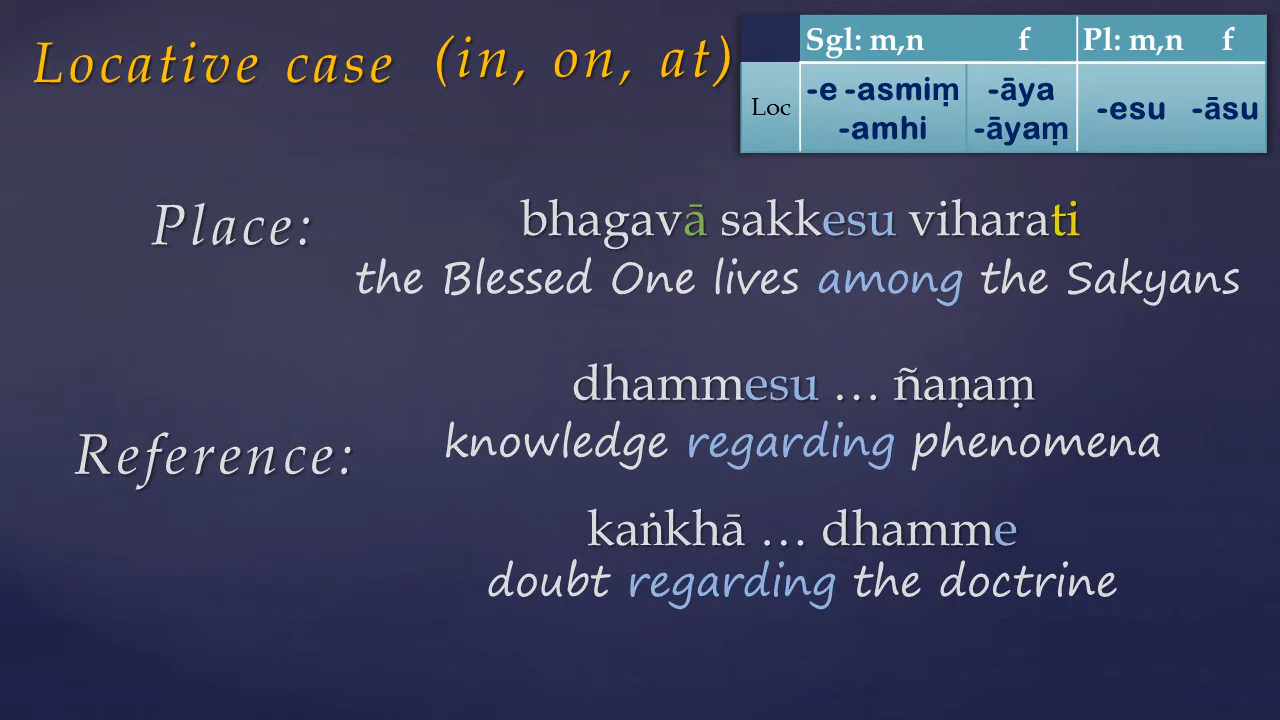 Locative case (in, on, at)
Sgl: m,n f Pl: m,n f
Loc -e -asmiṃ -amhi -āya -āyaṃ -esu -āsu
Place:
bhagavā sakkesu viharati
the Blessed One lives among the Sakyans
Reference:
dhammesu … ñaṇaṃ
knowledge regarding phenomena
kaṅkhā … dhamme
doubt regarding the doctrine